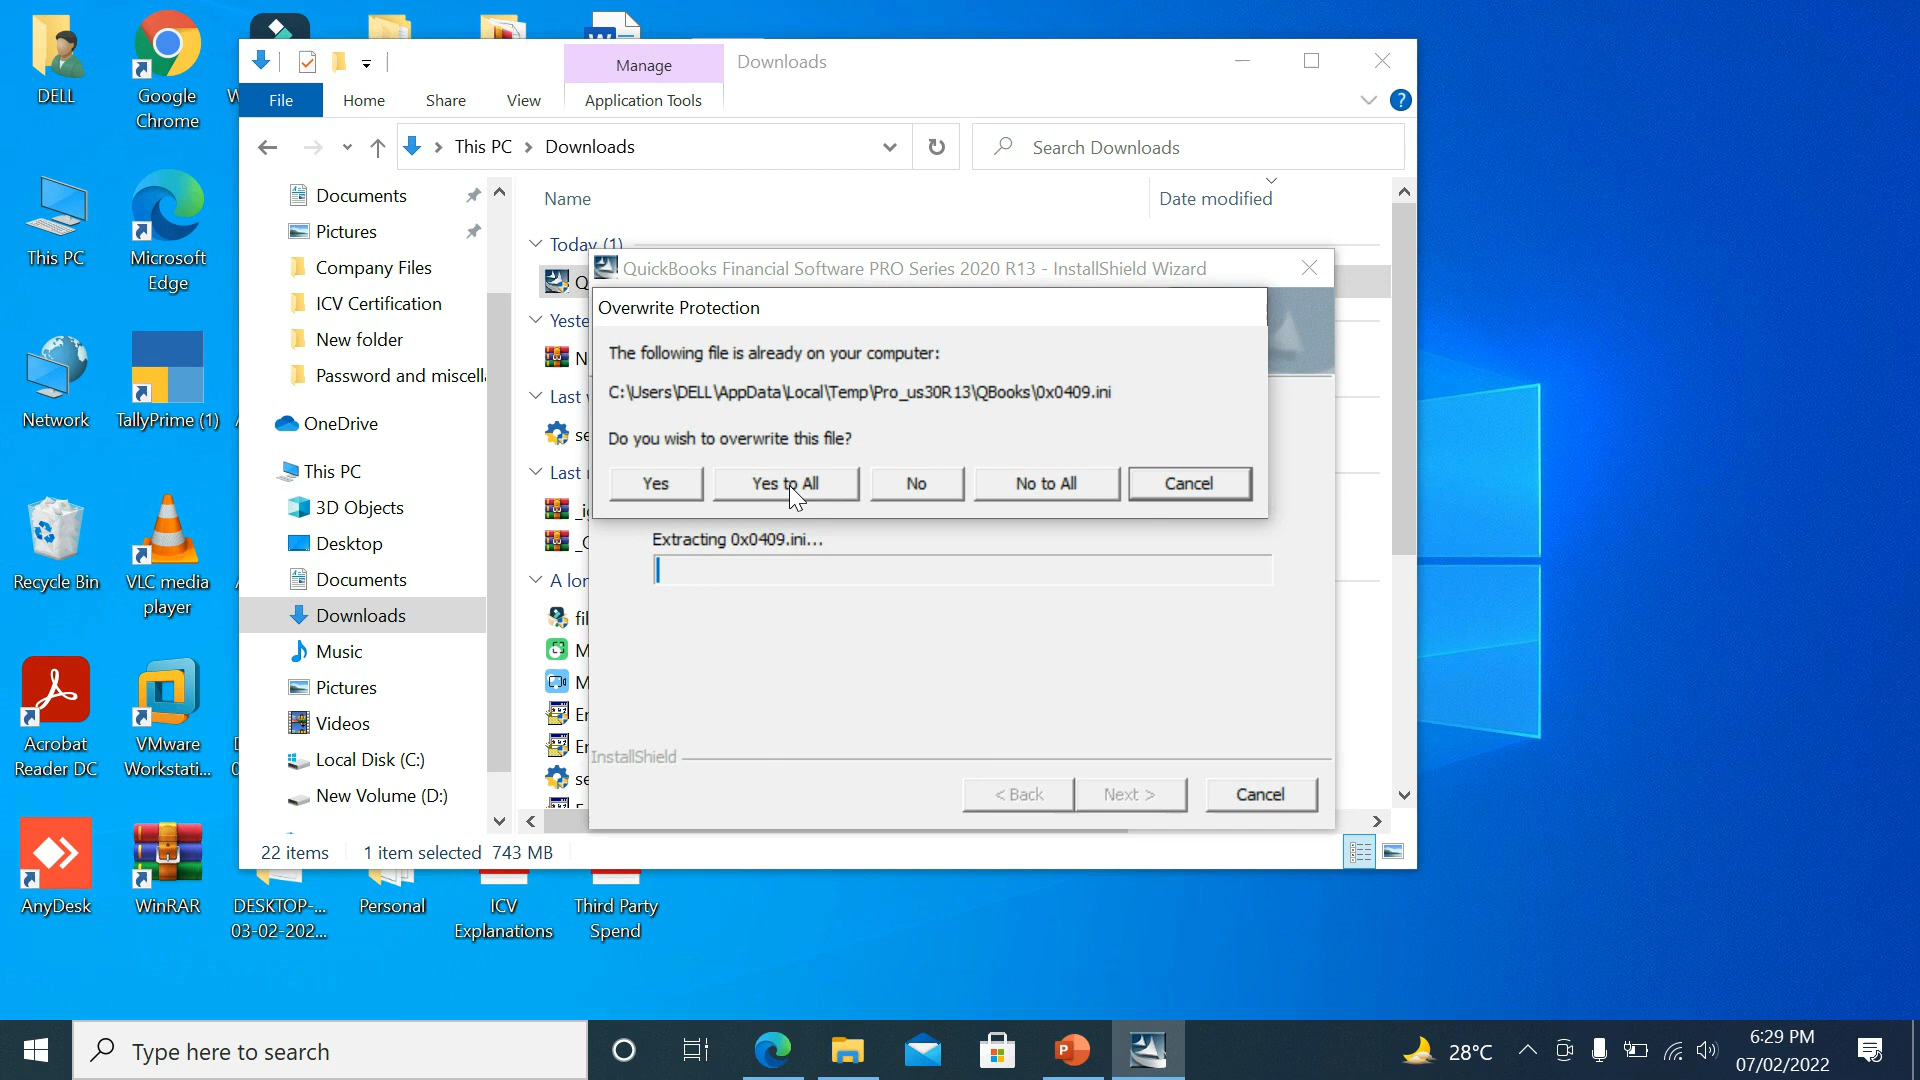 DELL
Google
Chrome
This PC
Microsoft
Edge
Network
TallyPrime (1)
Recycle Bin
VLC media
player
Acrobat
Reader DC
VMware
Workstati...
AnyDesk
WinRAR
DESKTOP-...
03-02-202...
Personal
ICV
Explanations
Third Party
Spend
Manage
Downloads
File
Home
Share
View
Application Tools
?
This PC
Downloads
Search Downloads
Documents
Pictures
Company Files
ICV Certification
New folder
Password and miscell
OneDrive
This PC
3D Objects
Desktop
Documents
Downloads
Music
Pictures
Videos
Local Disk (C:)
New Volume (D:)
Name
Date modified
Today (1)
Yeste
Last
Last
A lor
QuickBooks Financial Software PRO Series 2020 R13 - InstallShield Wizard
Overwrite Protection
The following file is already on your computer:
C:\Users\DELL\AppData\Local\Temp\Pro_us30R13\QBooks\0x0409.ini
Do you wish to overwrite this file?
Yes
Yes to All
No
No to All
Cancel
Extracting 0x0409.ini...
InstallShield
< Back
Next >
Cancel
22 items
1 item selected 743 MB
Type here to search
28°C
6:29 PM
07/02/2022